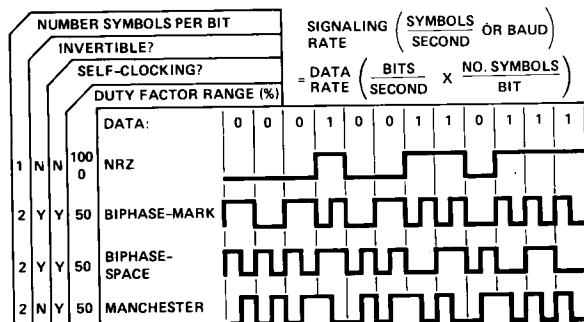 NUMBER SYMBOLS PER BIT
INVERTIBLE?
SELF-CLOCKING?
DUTY FACTOR RANGE (%)
SIGNALING RATE (SYMBOLS/SECOND OR BAUD)
= DATA RATE (BITS/SECOND X NO. SYMBOLS/BIT)
DATA: 0 0 0 1 0 0 1 1 0 1 1 1
1 N N 100 0 NRZ
2 Y Y 50 BIPHASE-MARK
2 Y Y 50 BIPHASE-
SPACE
2 N Y 50 MANCHESTER